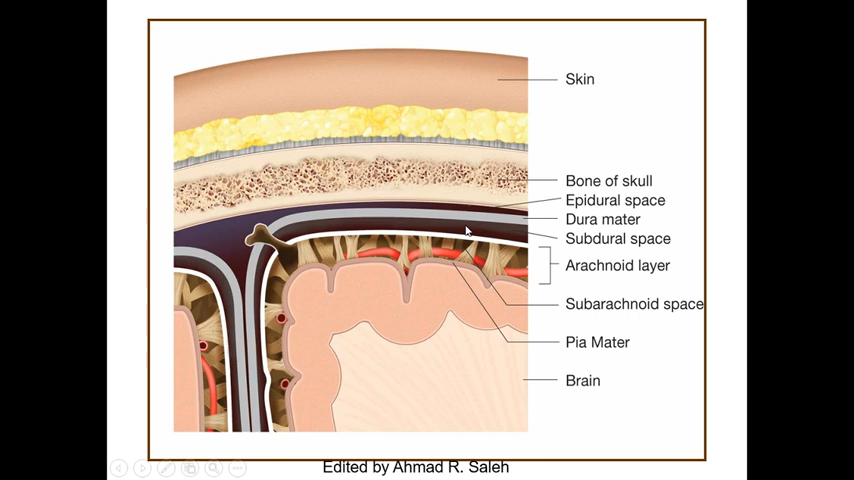 Skin
Bone of skull
Epidural space
Dura mater
Subdural space
Arachnoid layer
Subarachnoid space
Pia Mater
Brain
Edited by Ahmad R. Saleh